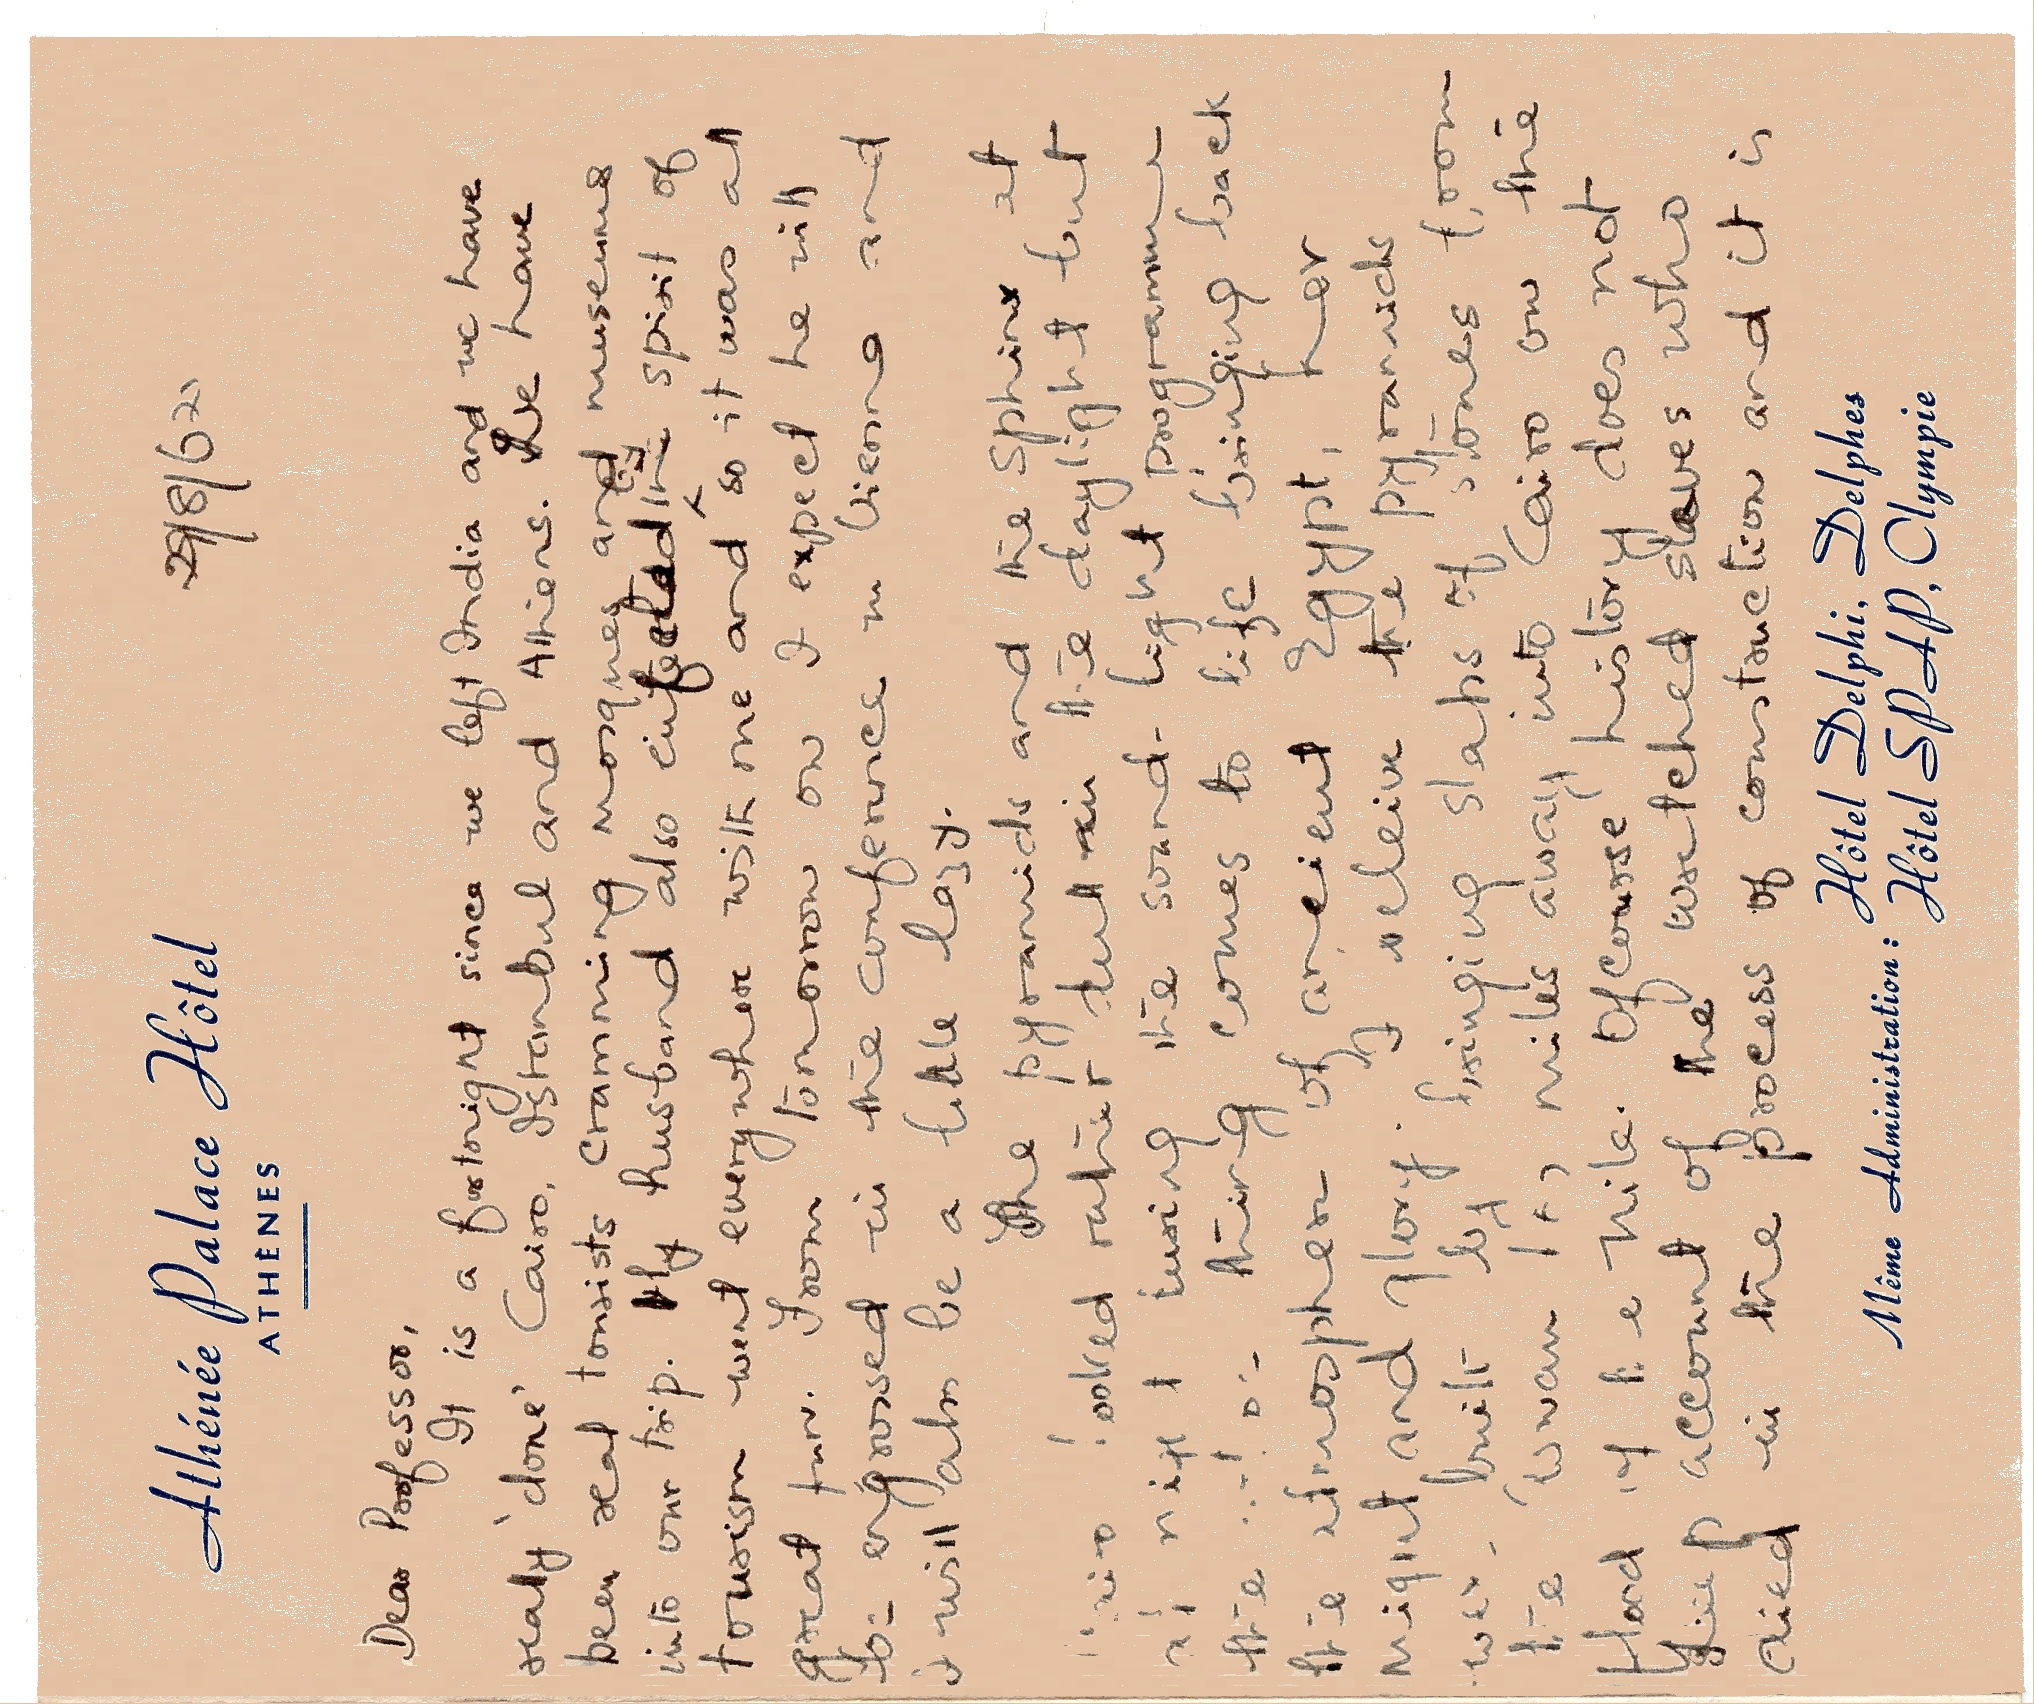 Athénée Palace Hôtel
ATHÈNES
29/8/62
Dear Professor,
It is a fortnight since we left India and we have
really 'done' Cairo, Istanbul and Athens. We have
been real tourists cramming mosques and museums
into our trip. My husband also infected by the spirit of
tourism went everywhere with me and so it was all
great fun. From tomorrow on I expect he will
be engrossed in the conference in Vienna and
I will also be a little lazy.
The pyramids and the Sphinx at
Cairo looked rather dull in the daylight but
at night during the sound-light programme
the whole thing comes to life bringing back
the atmosphere of ancient Egypt, her
might and glory. I believe the pyramids
were built by bringing slabs of stones from
the Aswan miles away into Cairo on the
flood of the Nile. Of course history does not
keep account of the wretched slaves who
died in the process of construction and it is
Même Administration: Hôtel Delphi, Delphes
Hôtel SPAP, Olympie